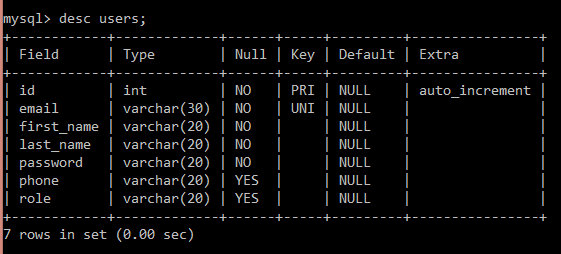 mysql> desc users;
+------------+-------------+------+-----+---------+----------------+
| Field      | Type        | Null | Key | Default | Extra          |
+------------+-------------+------+-----+---------+----------------+
| id         | int         | NO   | PRI | NULL    | auto_increment |
| email      | varchar(30) | NO   | UNI | NULL    |                |
| first_name | varchar(20) | NO   |     | NULL    |                |
| last_name  | varchar(20) | NO   |     | NULL    |                |
| password   | varchar(20) | NO   |     | NULL    |                |
| phone      | varchar(20) | YES  |     | NULL    |                |
| role       | varchar(20) | YES  |     | NULL    |                |
+------------+-------------+------+-----+---------+----------------+
7 rows in set (0.00 sec)